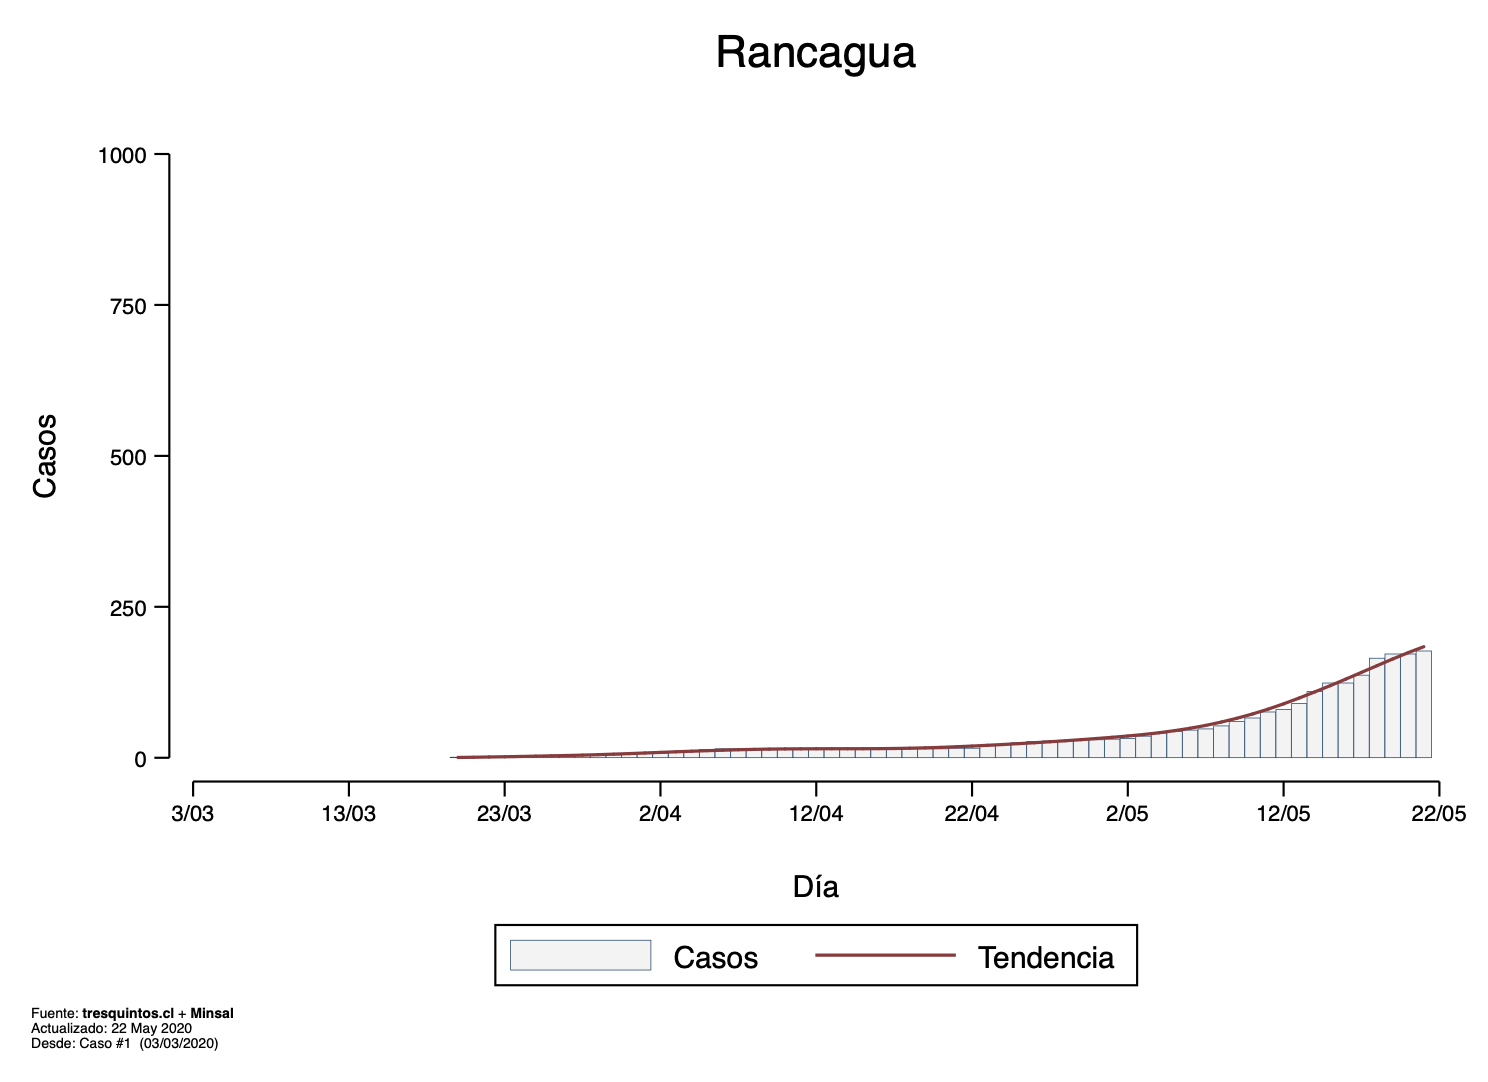 Rancagua
1000
750
500
250
0
Casos
3/03 13/03 23/03 2/04 12/04 22/04 2/05 12/05 22/05
Día
Casos Tendencia
Fuente: tresquintos.cl + Minsal
Actualizado: 22 May 2020
Desde: Caso #1 (03/03/2020)